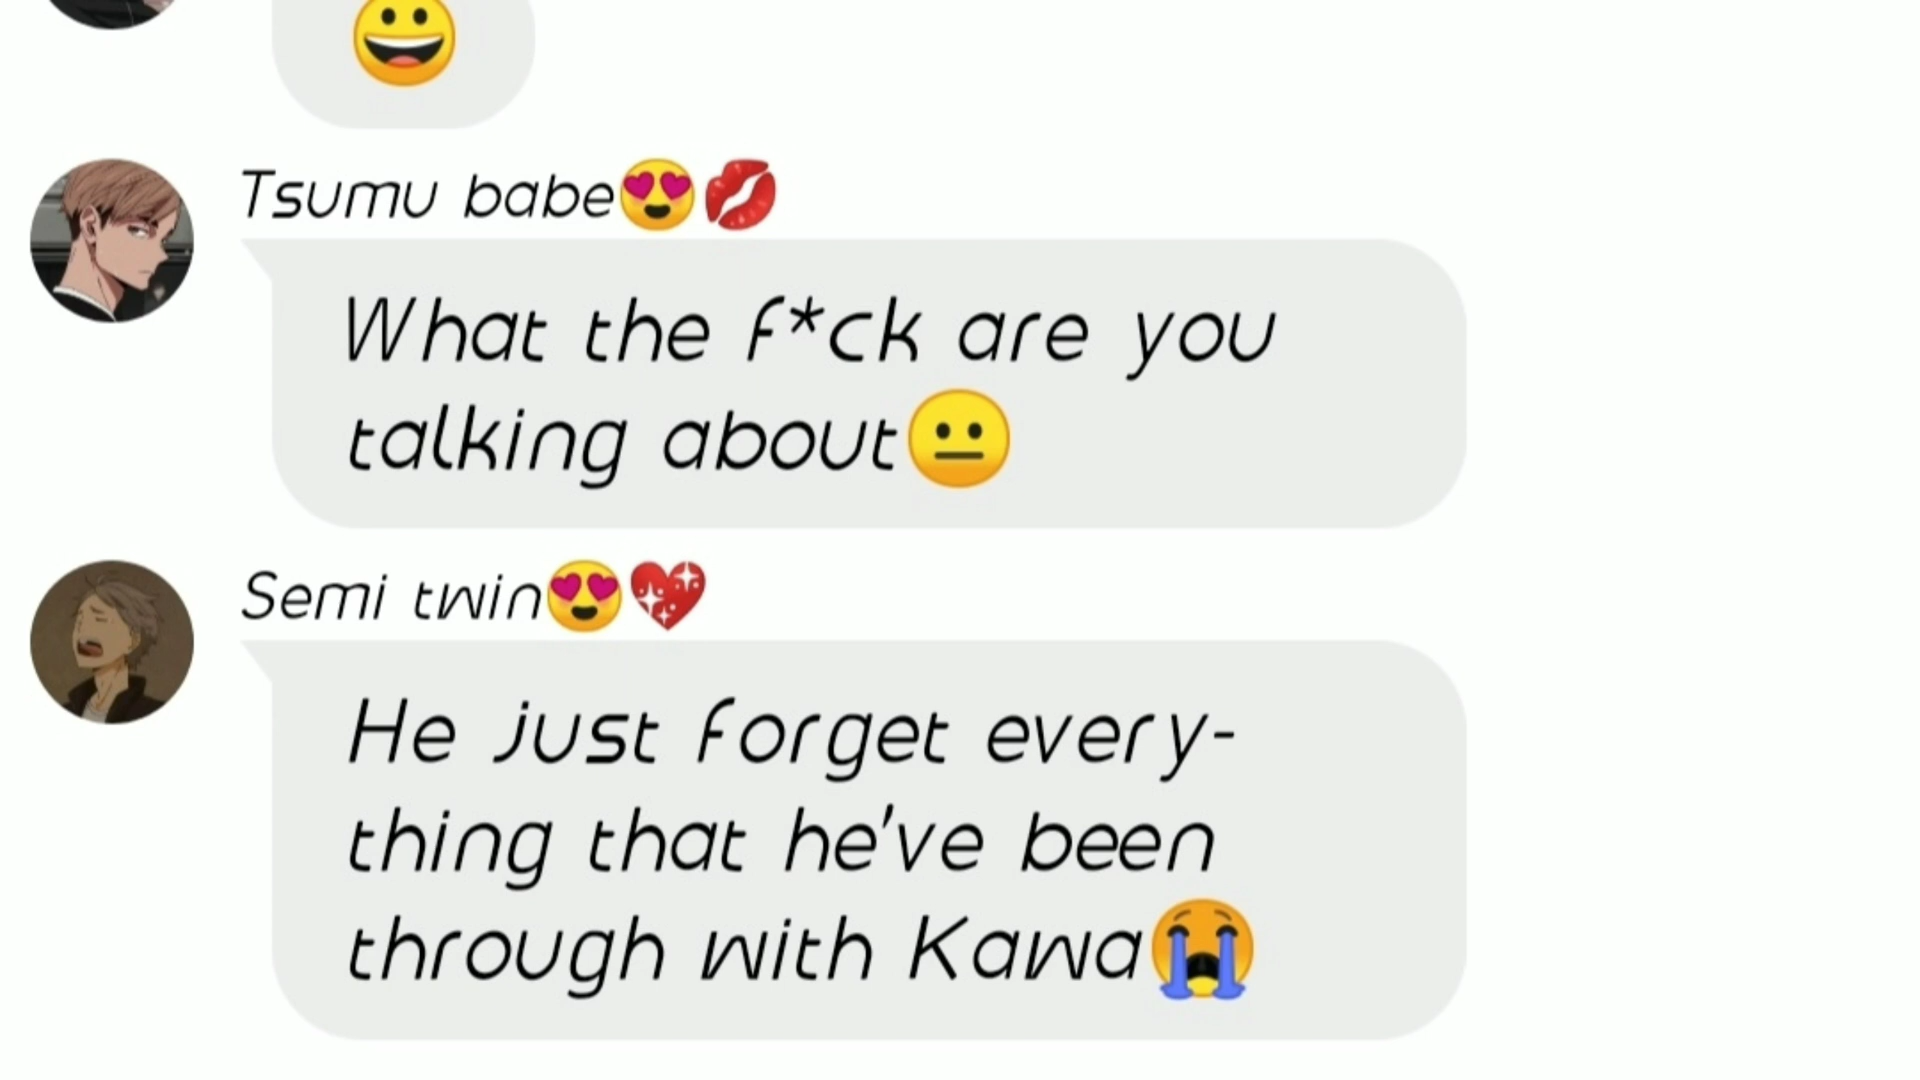 😀
Tsumu babe😍💋
What the f*ck are you
talking about😐
Semi twin😍💖
He just forget every-
thing that he've been
through with Kawa😭